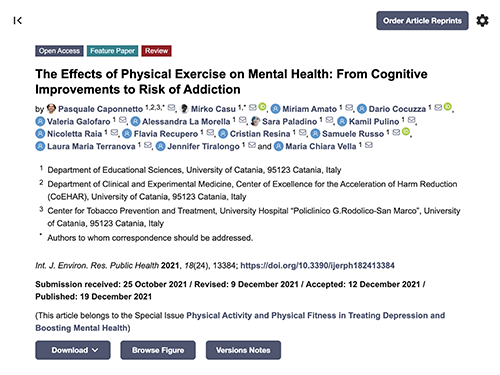 Order Article Reprints
Open Access Feature Paper Review
The Effects of Physical Exercise on Mental Health: From Cognitive
Improvements to Risk of Addiction
by Pasquale Caponnetto 1,2,3,* , Mirko Casu 1,* , Miriam Amato 1 , Dario Cocuzza 1 ,
Valeria Galofaro 1 , Alessandra La Morella 1 , Sara Paladino 1 , Kamil Pulino 1 ,
Nicoletta Raia 1 , Flavia Recupero 1 , Cristian Resina 1 , Samuele Russo 1 ,
Laura Maria Terranova 1 , Jennifer Tiralongo 1 and Maria Chiara Vella 1
1 Department of Educational Sciences, University of Catania, 95123 Catania, Italy
2 Department of Clinical and Experimental Medicine, Center of Excellence for the Acceleration of Harm Reduction
(CoEHAR), University of Catania, 95123 Catania, Italy
3 Center for Tobacco Prevention and Treatment, University Hospital “Policlinico G.Rodolico-San Marco”, University
of Catania, 95123 Catania, Italy
* Authors to whom correspondence should be addressed.
Int. J. Environ. Res. Public Health 2021, 18(24), 13384; https://doi.org/10.3390/ijerph182413384
Submission received: 25 October 2021 / Revised: 9 December 2021 / Accepted: 12 December 2021 /
Published: 19 December 2021
(This article belongs to the Special Issue Physical Activity and Physical Fitness in Treating Depression and
Boosting Mental Health)
Download Browse Figure Versions Notes